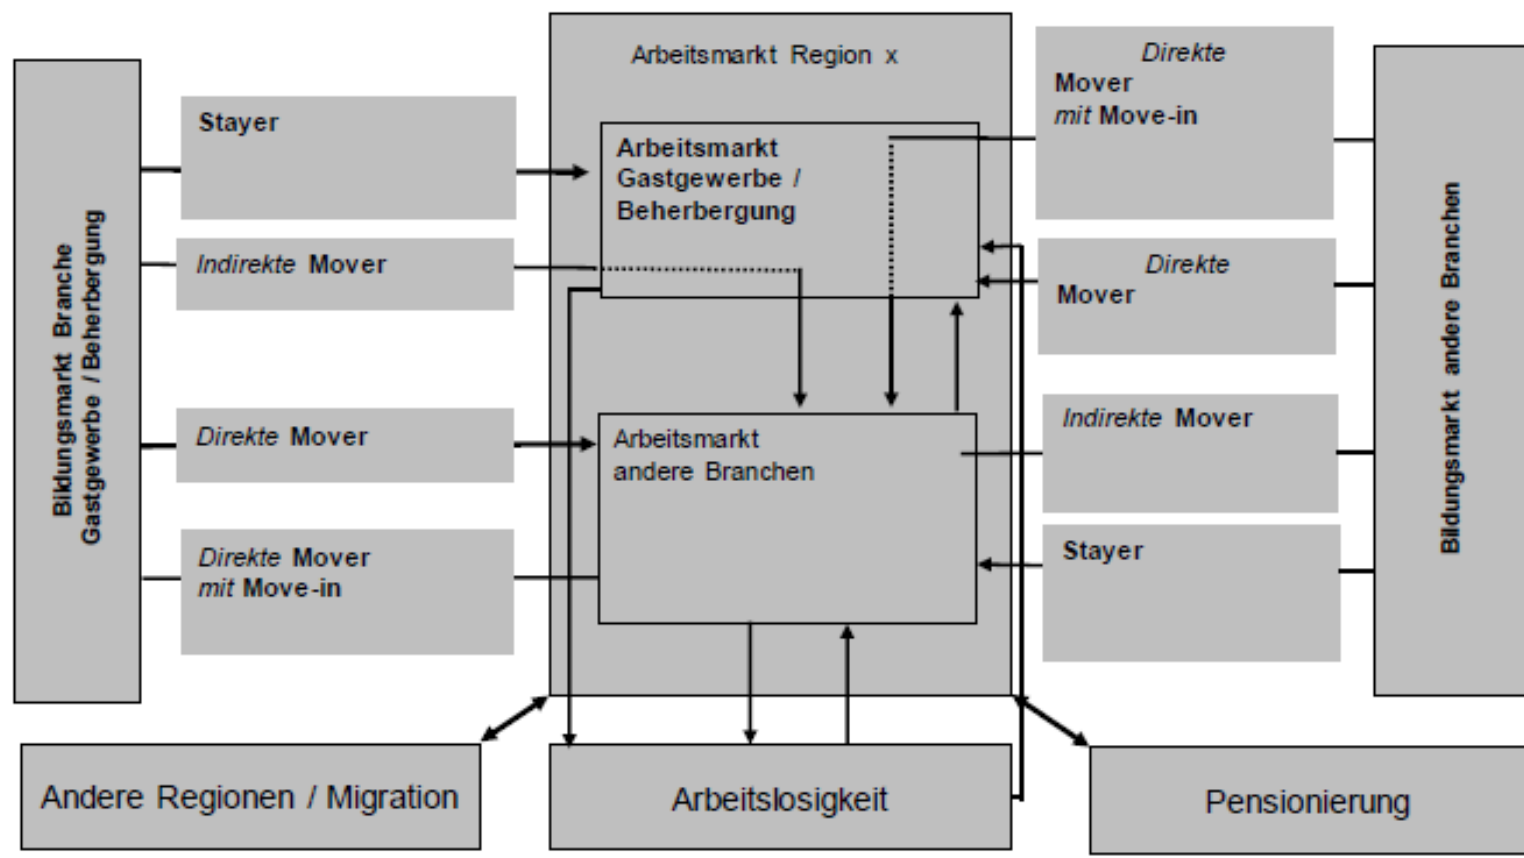 Arbeitsmarkt Region x
Bildungsmarkt Branche
Gastgewerbe / Beherbergung
Stayer
Indirekte Mover
Direkte Mover
Direkte Mover
mit Move-in
Arbeitsmarkt
Gastgewerbe /
Beherbergung
Arbeitsmarkt
andere Branchen
Direkte
Mover
mit Move-in
Direkte
Mover
Indirekte Mover
Stayer
Bildungsmarkt andere Branchen
Andere Regionen / Migration
Arbeitslosigkeit
Pensionierung